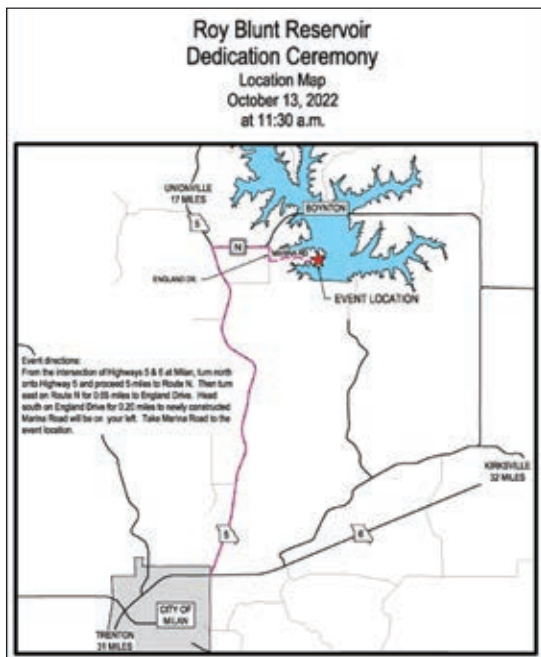 Roy Blunt Reservoir
Dedication Ceremony
Location Map
October 13, 2022
at 11:30 a.m.
UNIONVILLE
17 MILES
5
BOYNTON
N
MARINA RD
ENGLAND DR.
EVENT LOCATION
Event directions:
From the intersection of Highways 5 & 6 at Milan, turn north
onto Highway 5 and proceed 5 miles to Route N. Then turn
east on Route N for 0.66 miles to England Drive. Head
south on England Drive for 0.20 miles to newly constructed
Marina Road will be on your left. Take Marina Road to the
event location.
KIRKSVILLE
32 MILES
5
6
CITY OF
MILAN
TRENTON
31 MILES